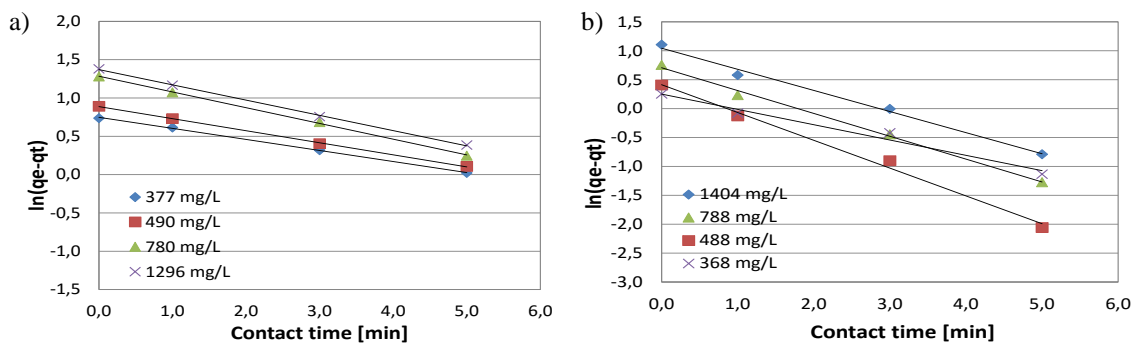 a)
2,0
1,5
1,0
0,5
0,0
-0,5
-1,0
-1,5
ln(qe-qt)
377 mg/L
490 mg/L
780 mg/L
1296 mg/L
0,0 1,0 2,0 3,0 4,0 5,0 6,0
Contact time [min]
b)
1,5
1,0
0,5
0,0
-0,5
-1,0
-1,5
-2,0
-2,5
-3,0
ln(qe-qt)
1404 mg/L
788 mg/L
488 mg/L
368 mg/L
0,0 1,0 2,0 3,0 4,0 5,0 6,0
Contact time [min]